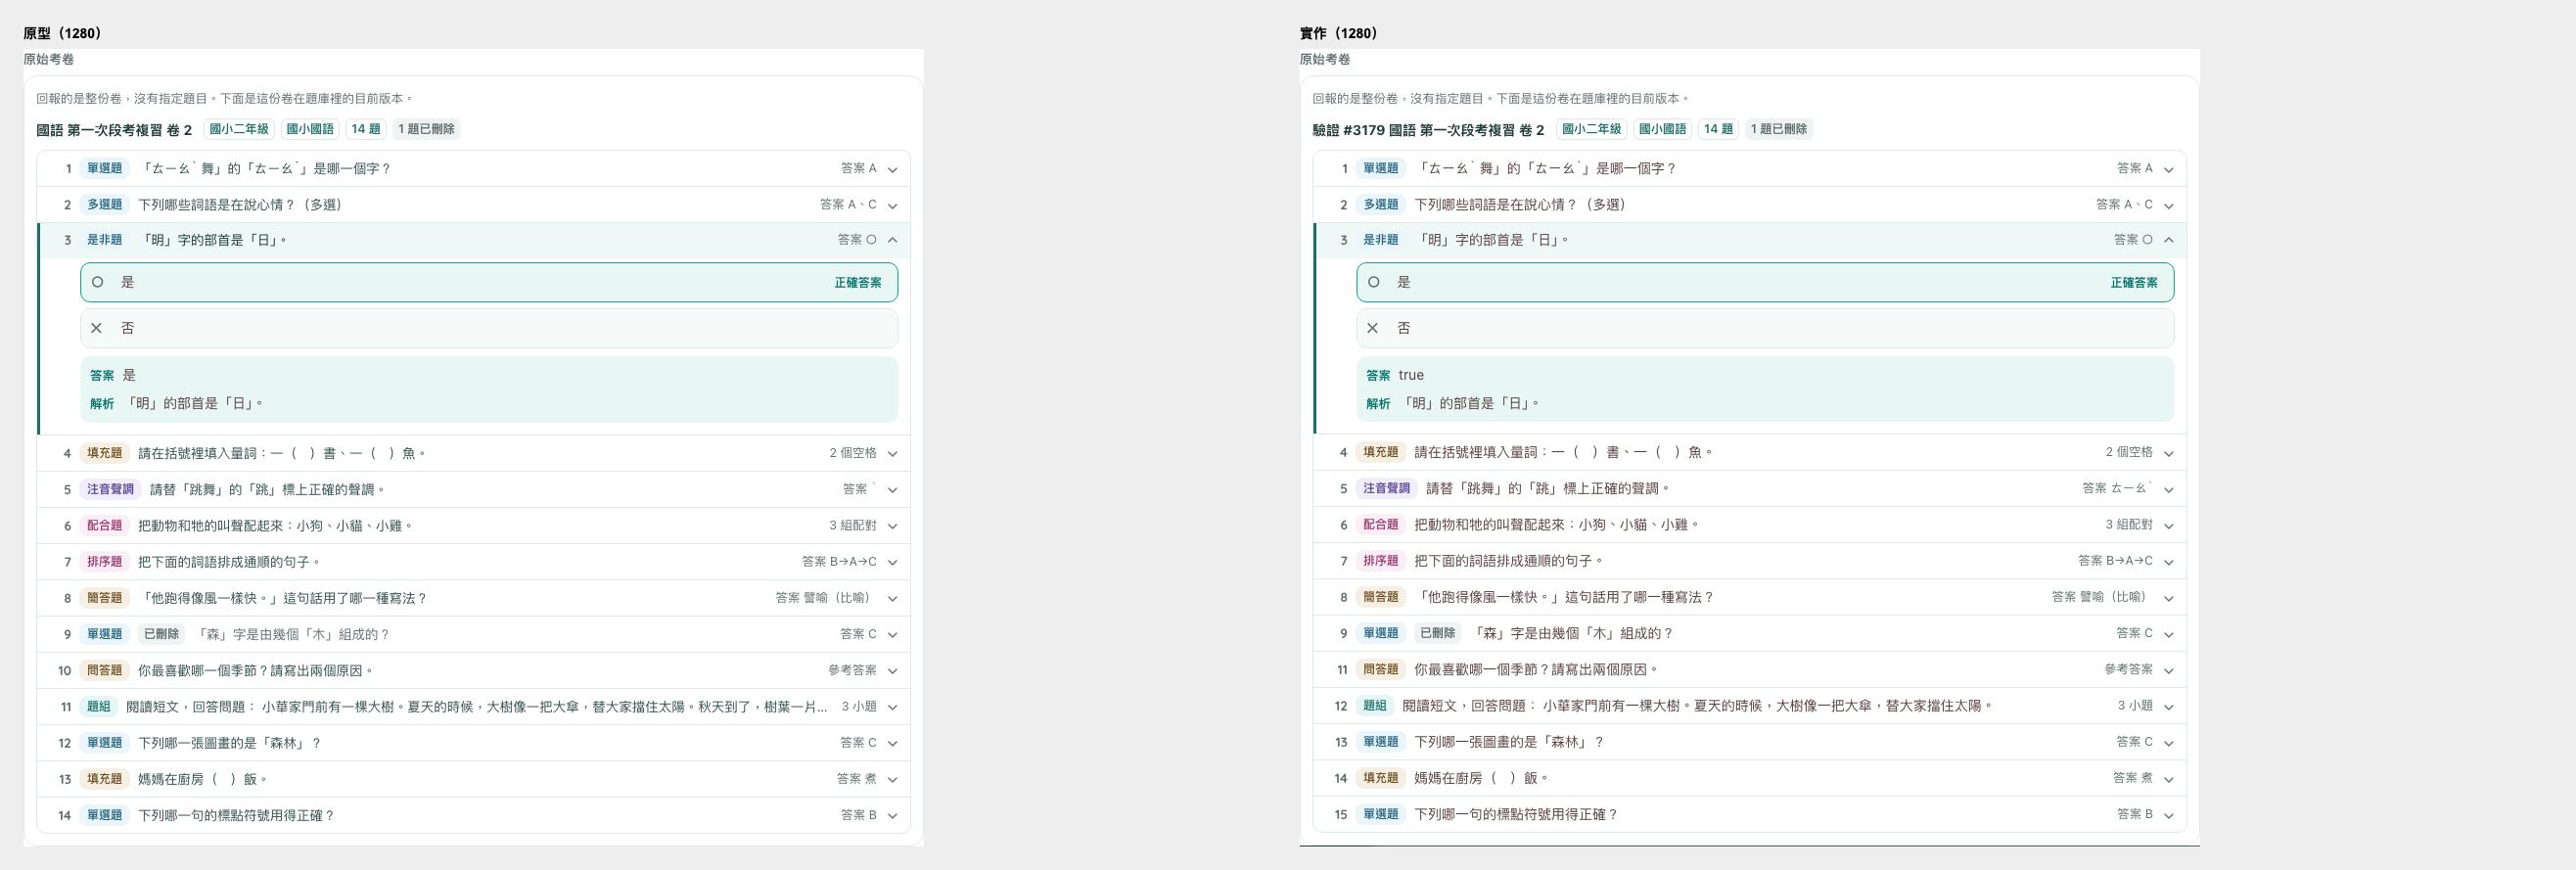 原型（1280）
原始考卷
回報的是整份卷，沒有指定題目。下面是這份卷在題庫裡的目前版本。
國語 第一次段考複習 卷 2 國小二年級 國小國語 14 題 1 題已刪除
1 單選題 「ㄊㄧㄠˋ 舞」的「ㄊㄧㄠˋ」是哪一個字？ 答案 A
2 多選題 下列哪些詞語是在說心情？（多選） 答案 A、C
3 是非題 「明」字的部首是「日」。 答案 ○
○ 是 正確答案
✕ 否
答案 是
解析 「明」的部首是「日」。
4 填充題 請在括號裡填入量詞：一（　）書、一（　）魚。 2 個空格
5 注音聲調 請替「跳舞」的「跳」標上正確的聲調。 答案 ˋ
6 配合題 把動物和牠的叫聲配起來：小狗、小貓、小雞。 3 組配對
7 排序題 把下面的詞語排成通順的句子。 答案 B→A→C
8 簡答題 「他跑得像風一樣快。」這句話用了哪一種寫法？ 答案 譬喻（比喻）
9 單選題 已刪除 「森」字是由幾個「木」組成的？ 答案 C
10 問答題 你最喜歡哪一個季節？請寫出兩個原因。 參考答案
11 題組 閱讀短文，回答問題： 小華家門前有一棵大樹。夏天的時候，大樹像一把大傘，替大家擋住太陽。秋天到了，樹葉一片... 3 小題
12 單選題 下列哪一張圖畫的是「森林」？ 答案 C
13 填充題 媽媽在廚房（　）飯。 答案 煮
14 單選題 下列哪一句的標點符號用得正確？ 答案 B
實作（1280）
原始考卷
回報的是整份卷，沒有指定題目。下面是這份卷在題庫裡的目前版本。
驗證 #3179 國語 第一次段考複習 卷 2 國小二年級 國小國語 14 題 1 題已刪除
1 單選題 「ㄊㄧㄠˋ 舞」的「ㄊㄧㄠˋ」是哪一個字？ 答案 A
2 多選題 下列哪些詞語是在說心情？（多選） 答案 A、C
3 是非題 「明」字的部首是「日」。 答案 ○
○ 是 正確答案
✕ 否
答案 true
解析 「明」的部首是「日」。
4 填充題 請在括號裡填入量詞：一（　）書、一（　）魚。 2 個空格
5 注音聲調 請替「跳舞」的「跳」標上正確的聲調。 答案 ㄊㄧㄠˋ
6 配合題 把動物和牠的叫聲配起來：小狗、小貓、小雞。 3 組配對
7 排序題 把下面的詞語排成通順的句子。 答案 B→A→C
8 簡答題 「他跑得像風一樣快。」這句話用了哪一種寫法？ 答案 譬喻（比喻）
9 單選題 已刪除 「森」字是由幾個「木」組成的？ 答案 C
11 問答題 你最喜歡哪一個季節？請寫出兩個原因。 參考答案
12 題組 閱讀短文，回答問題： 小華家門前有一棵大樹。夏天的時候，大樹像一把大傘，替大家擋住太陽。 3 小題
13 單選題 下列哪一張圖畫的是「森林」？ 答案 C
14 填充題 媽媽在廚房（　）飯。 答案 煮
15 單選題 下列哪一句的標點符號用得正確？ 答案 B